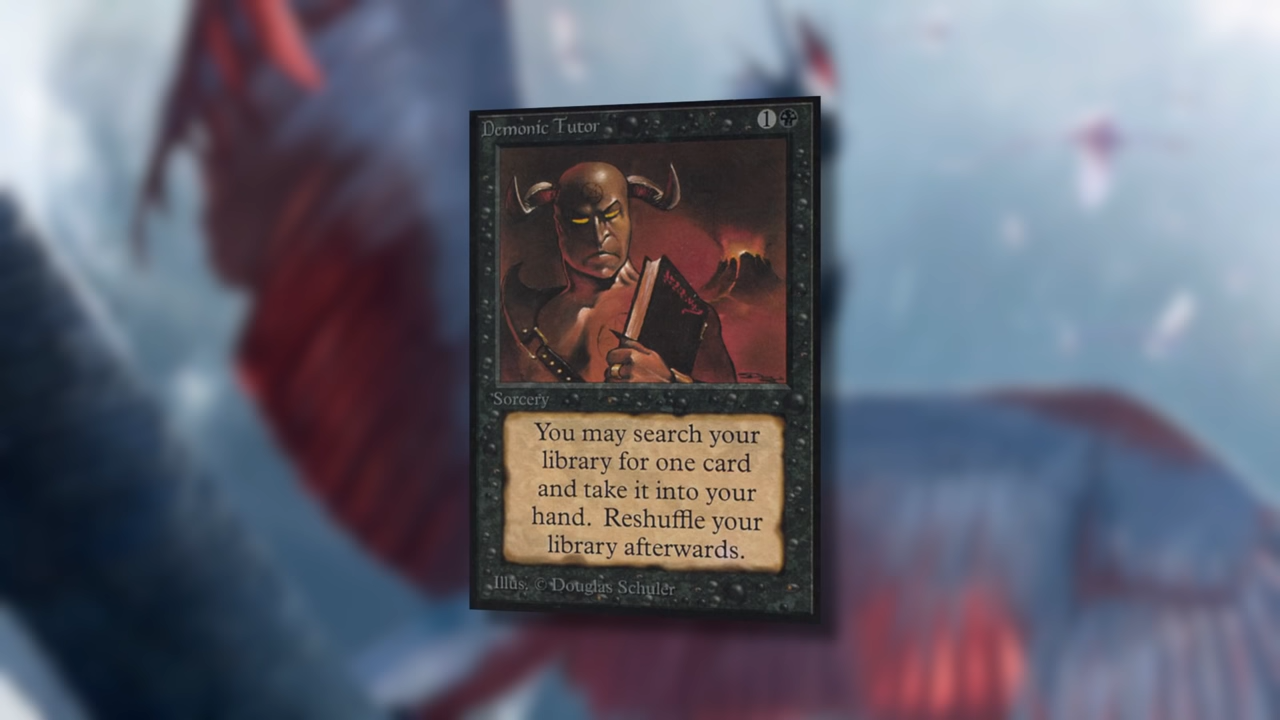 Demonic Tutor 1
Sorcery
You may search your
library for one card
and take it into your
hand. Reshuffle your
library afterwards.
Illus. © Douglas Schuler